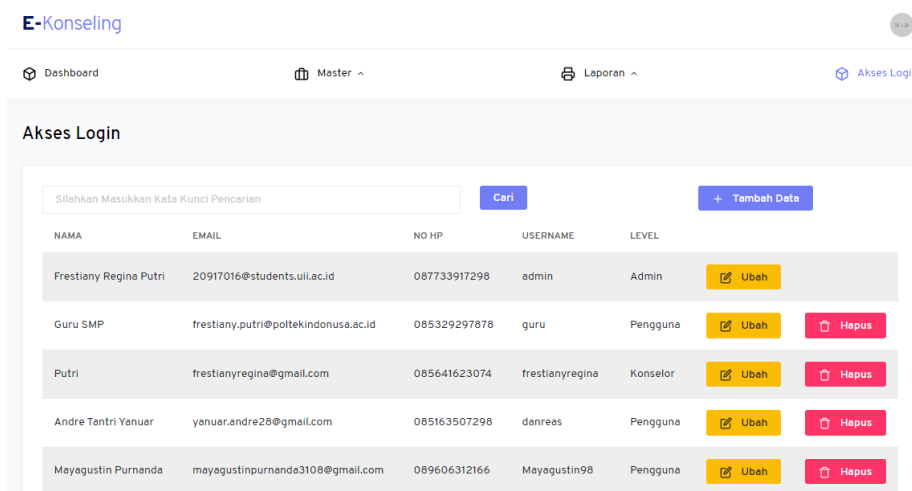 E-Konseling
Dashboard Master Laporan Akses Logi
Akses Login
Silahkan Masukkan Kata Kunci Pencarian Cari + Tambah Data
NAMA EMAIL NO HP USERNAME LEVEL
Frestiany Regina Putri 20917016@students.uii.ac.id 087733917298 admin Admin Ubah
Guru SMP frestiany.putri@poltekindonusa.ac.id 085329297878 guru Pengguna Ubah Hapus
Putri frestianyregina@gmail.com 085641623074 frestianyregina Konselor Ubah Hapus
Andre Tantri Yanuar yanuar.andre28@gmail.com 085163507298 danreas Pengguna Ubah Hapus
Mayagustin Purnanda mayagustinpurnanda3108@gmail.com 089606312166 Mayagustin98 Pengguna Ubah Hapus